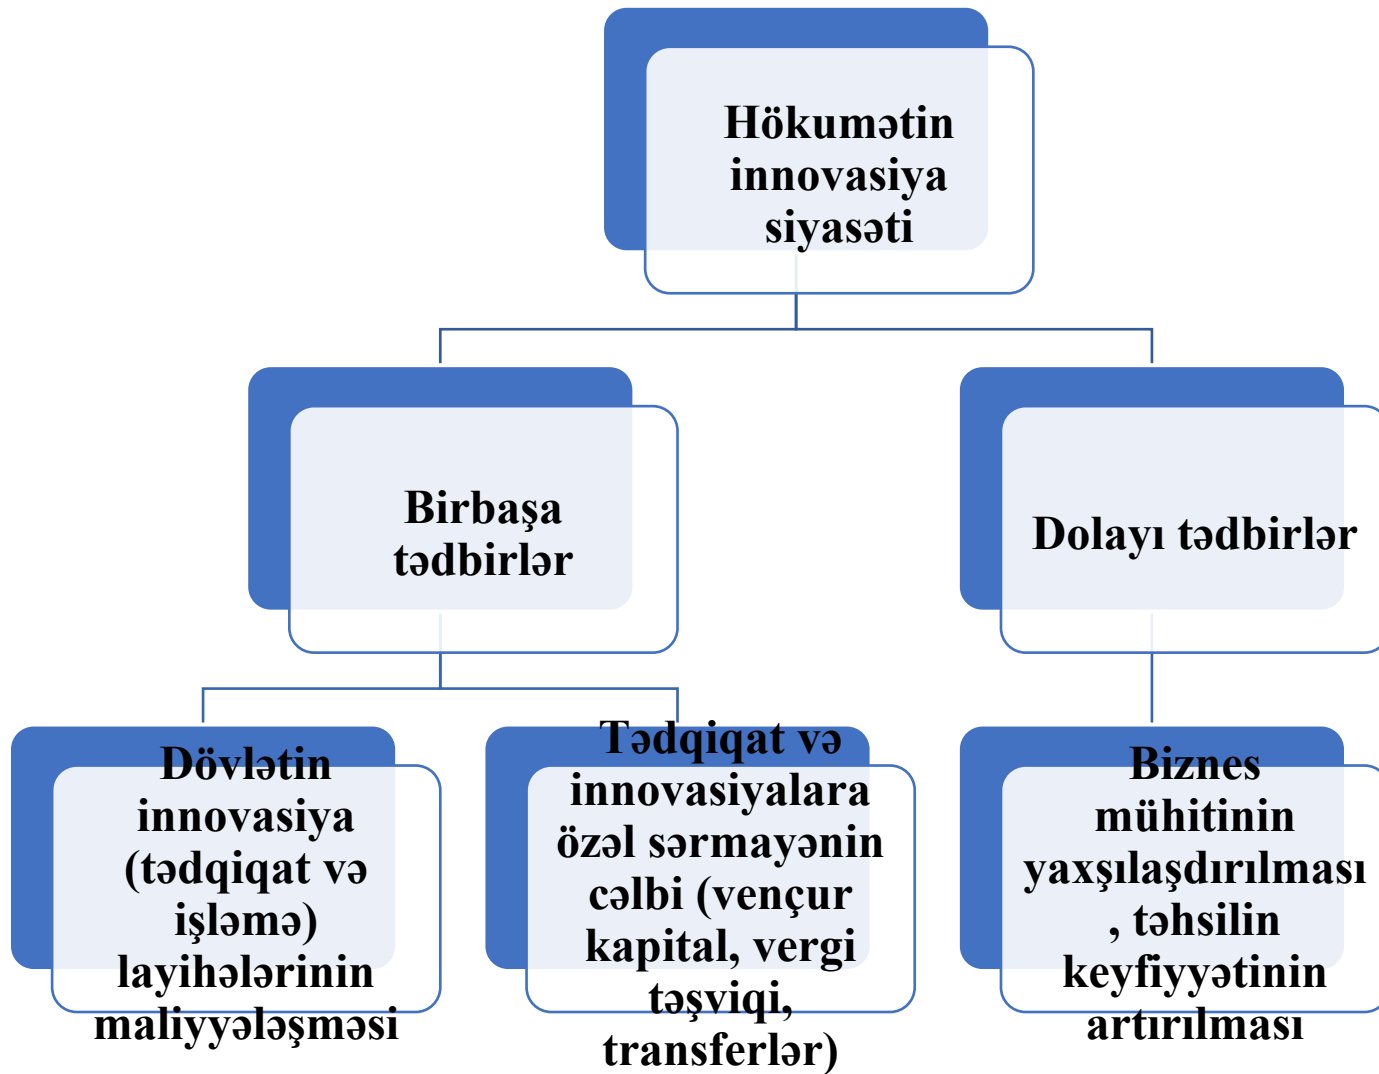 Hökumətin
innovasiya
siyasəti
Birbaşa
tədbirlər
Dolayı tədbirlər
Dövlətin
innovasiya
(tədqiqat və
işləmə)
layihələrinin
maliyyələşməsi
Tədqiqat və
innovasiyalara
özəl sərmayənin
cəlbi (vençur
kapital, vergi
təşviqi,
transferlər)
Biznes
mühitinin
yaxşılaşdırılması
, təhsilin
keyfiyyətinin
artırılması